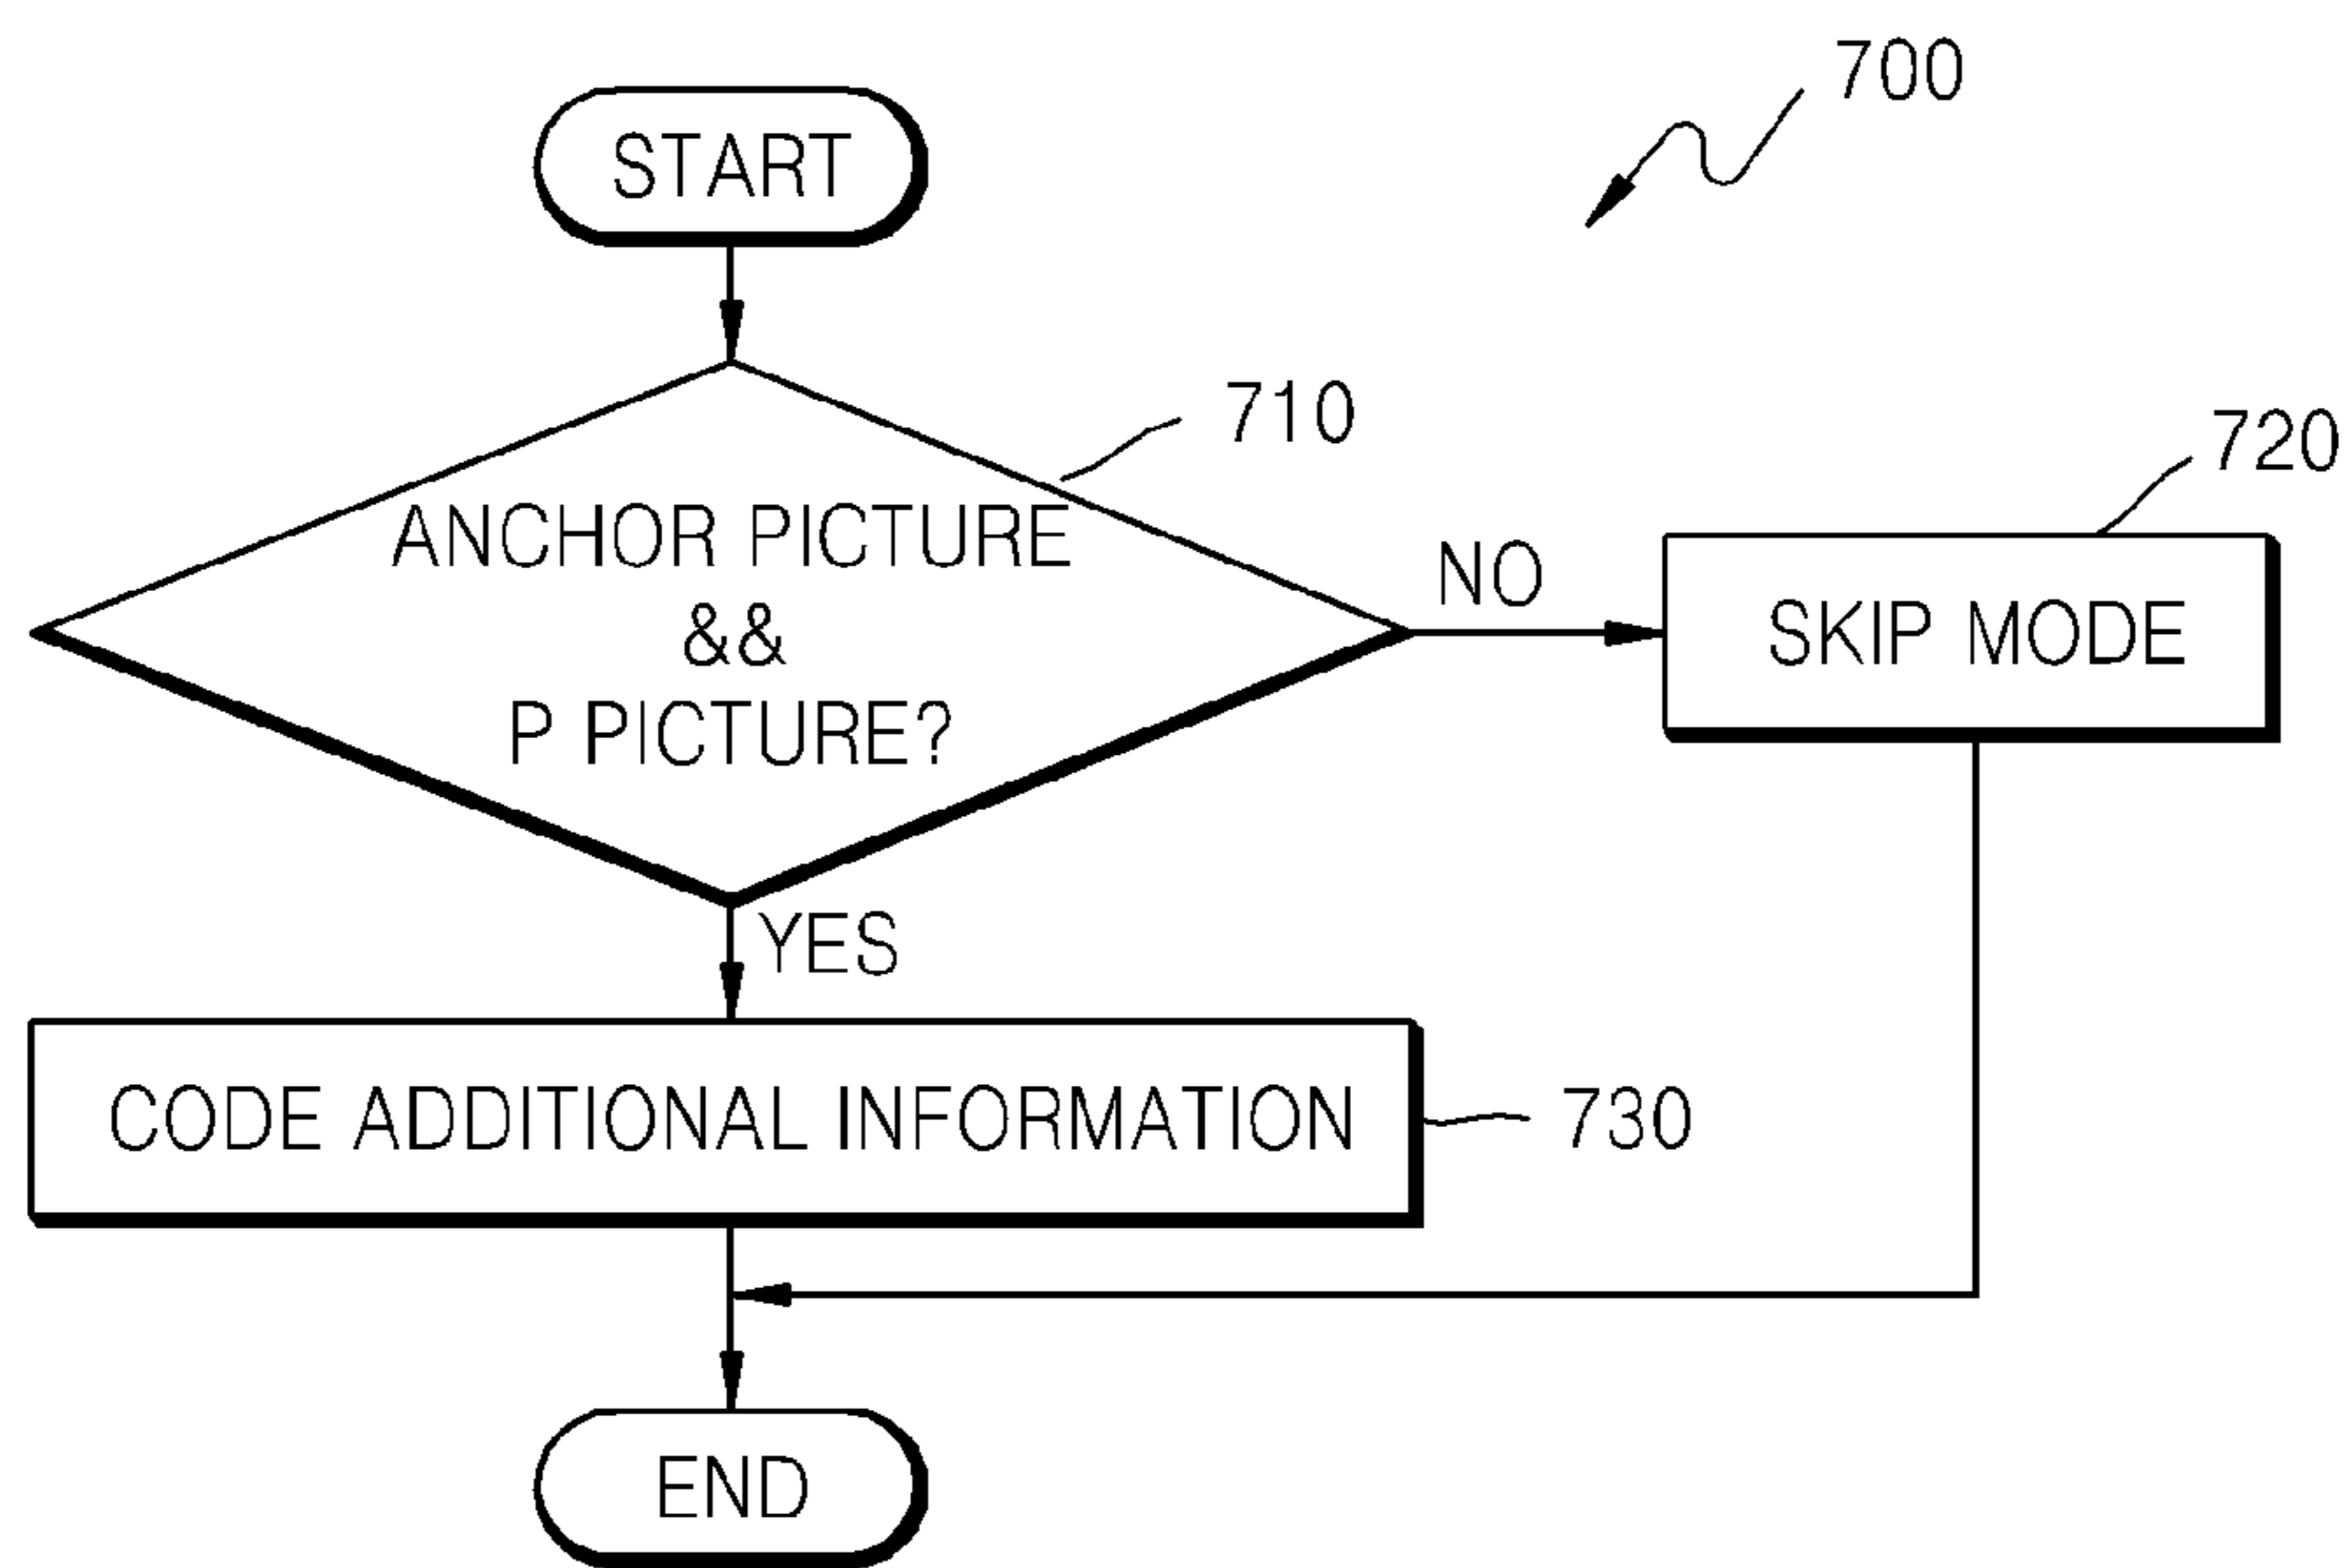 700
START
710
720
ANCHOR PICTURE
&&
P PICTURE?
NO
SKIP MODE
YES
CODE ADDITIONAL INFORMATION
730
END